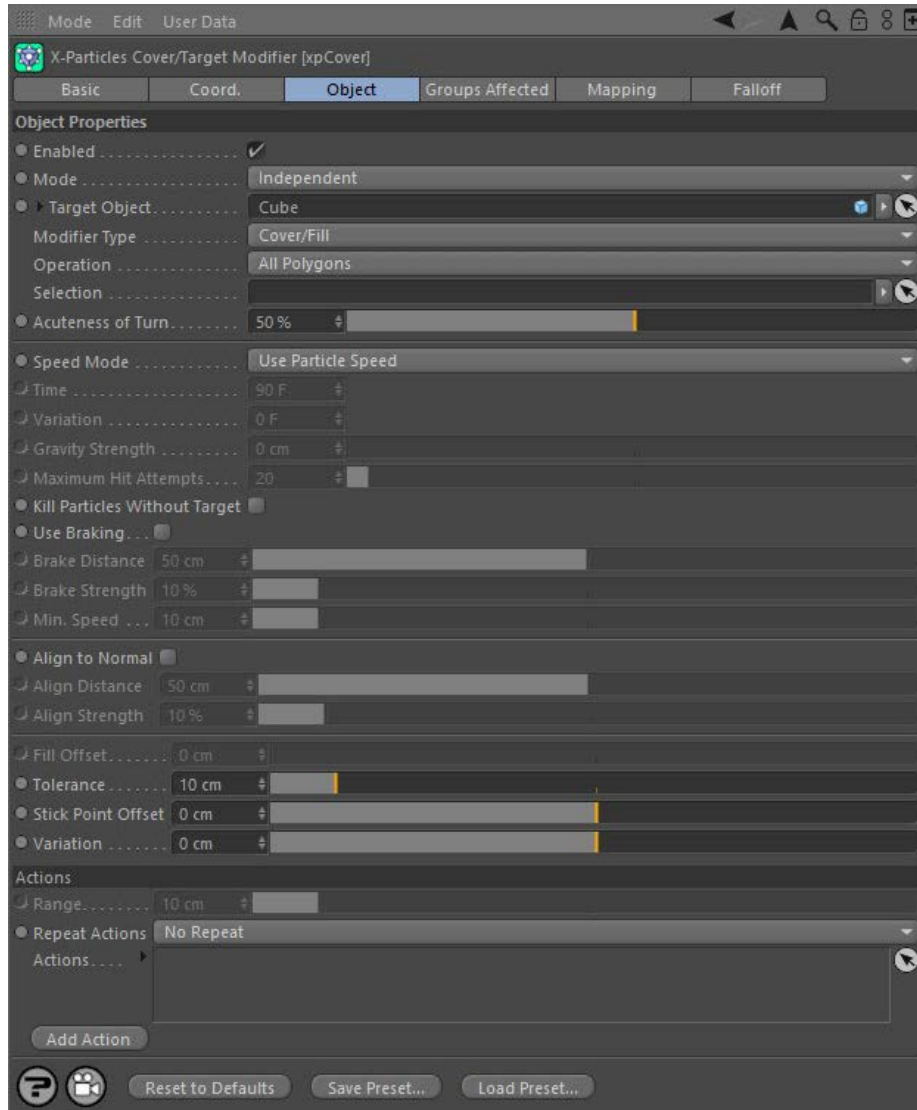 Mode Edit User Data
X-Particles Cover/Target Modifier [xpCover]
Basic Coord. Object Groups Affected Mapping Falloff
Object Properties
Enabled
Mode Independent
Target Object Cube
Modifier Type Cover/Fill
Operation All Polygons
Selection
Acuteness of Turn 50 %
Speed Mode Use Particle Speed
Time 90 F
Variation 0 F
Gravity Strength 0 cm
Maximum Hit Attempts 20
Kill Particles Without Target
Use Braking
Brake Distance 50 cm
Brake Strength 10 %
Min. Speed 10 cm
Align to Normal
Align Distance 50 cm
Align Strength 10 %
Fill Offset 0 cm
Tolerance 10 cm
Stick Point Offset 0 cm
Variation 0 cm
Actions
Range 10 cm
Repeat Actions No Repeat
Actions
Add Action
Reset to Defaults Save Preset... Load Preset...